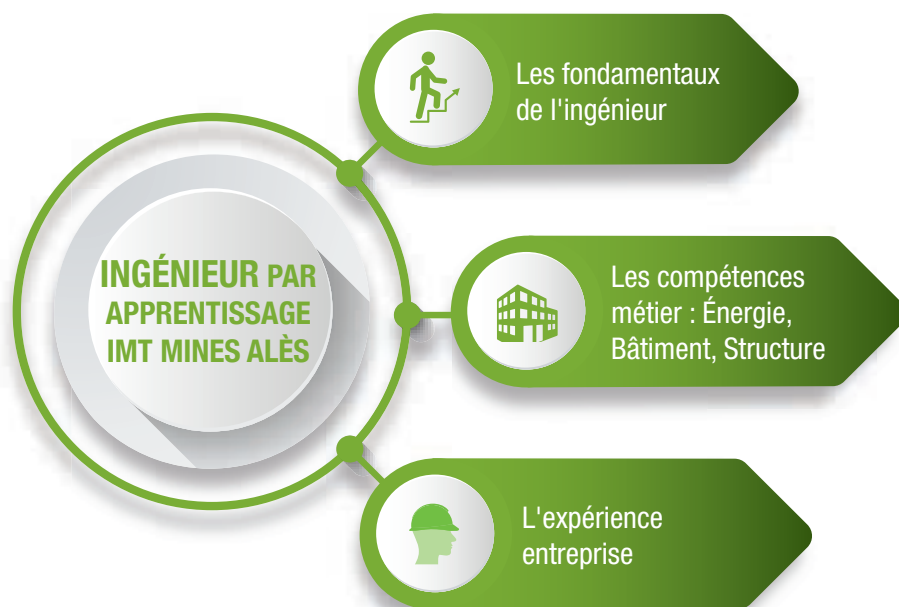 INGÉNIEUR PAR
APPRENTISSAGE
IMT MINES ALÈS
Les fondamentaux
de l'ingénieur
Les compétences
métier : Énergie,
Bâtiment, Structure
L'expérience
entreprise